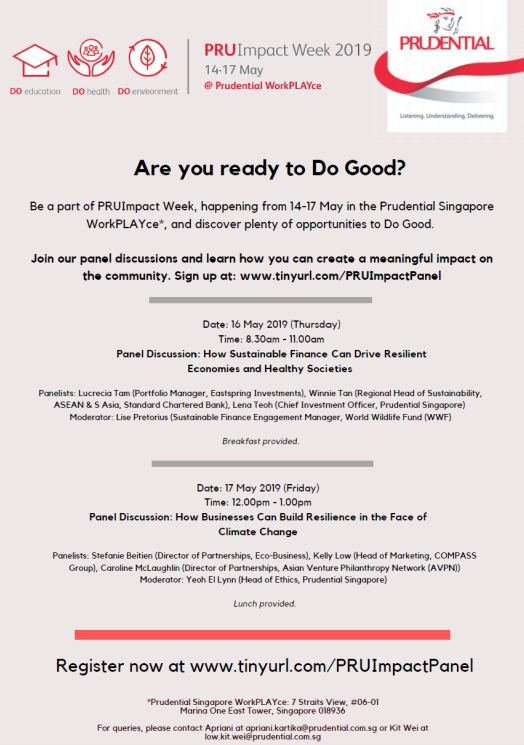 PRUImpact Week 2019
14-17 May
@ Prudential WorkPLAYce
DO education DO health DO environment
PRUDENTIAL
Listening. Understanding. Delivering.
Are you ready to Do Good?
Be a part of PRUImpact Week, happening from 14-17 May in the Prudential Singapore
WorkPLAYce*, and discover plenty of opportunities to Do Good.
Join our panel discussions and learn how you can create a meaningful impact on
the community. Sign up at: www.tinyurl.com/PRUImpactPanel
Date: 16 May 2019 (Thursday)
Time: 8.30am - 11.00am
Panel Discussion: How Sustainable Finance Can Drive Resilient
Economies and Healthy Societies
Panelists: Lucrecia Tam (Portfolio Manager, Eastspring Investments), Winnie Tan (Regional Head of Sustainability,
ASEAN & S Asia, Standard Chartered Bank), Lena Teoh (Chief Investment Officer, Prudential Singapore)
Moderator: Lise Pretorius (Sustainable Finance Engagement Manager, World Wildlife Fund (WWF)
Breakfast provided.
Date: 17 May 2019 (Friday)
Time: 12.00pm - 1.00pm
Panel Discussion: How Businesses Can Build Resilience in the Face of
Climate Change
Panelists: Stefanie Beitien (Director of Partnerships, Eco-Business), Kelly Low (Head of Marketing, COMPASS
Group), Caroline McLaughlin (Director of Partnerships, Asian Venture Philanthropy Network (AVPN))
Moderator: Yeoh El Lynn (Head of Ethics, Prudential Singapore)
Lunch provided.
Register now at www.tinyurl.com/PRUImpactPanel
*Prudential Singapore WorkPLAYce: 7 Straits View, #06-01
Marina One East Tower, Singapore 018936
For queries, please contact Apriani at apriani.kartika@prudential.com.sg or Kit Wei at
low.kit.wei@prudential.com.sg